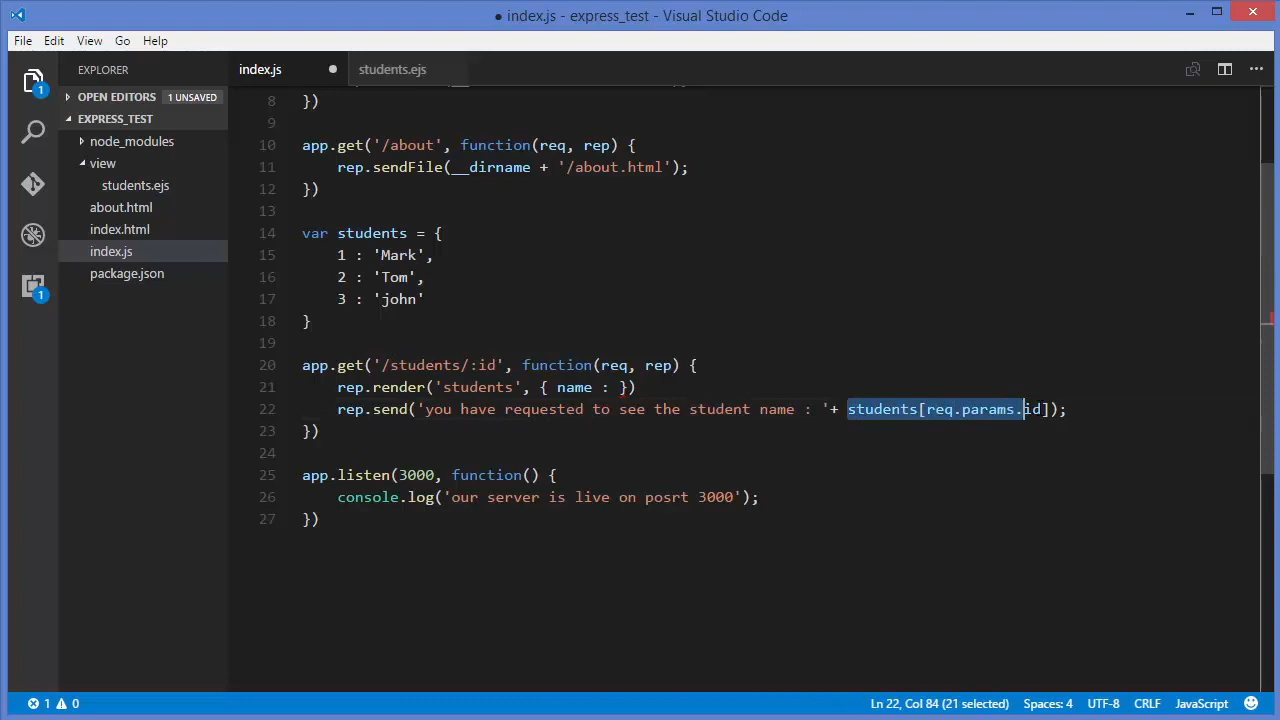 ● index.js - express_test - Visual Studio Code
File Edit View Go Help
EXPLORER
OPEN EDITORS 1 UNSAVED
EXPRESS_TEST
node_modules
view
students.ejs
about.html
index.html
index.js
package.json
1
1
index.js ● students.ejs
8 })
9
10 app.get('/about', function(req, rep) {
11 rep.sendFile(__dirname + '/about.html');
12 })
13
14 var students = {
15 1 : 'Mark',
16 2 : 'Tom',
17 3 : 'john'
18 }
19
20 app.get('/students/:id', function(req, rep) {
21 rep.render('students', { name : })
22 rep.send('you have requested to see the student name : '+ students[req.params.id]);
23 })
24
25 app.listen(3000, function() {
26 console.log('our server is live on posrt 3000');
27 })
1 0 Ln 22, Col 84 (21 selected) Spaces: 4 UTF-8 CRLF JavaScript